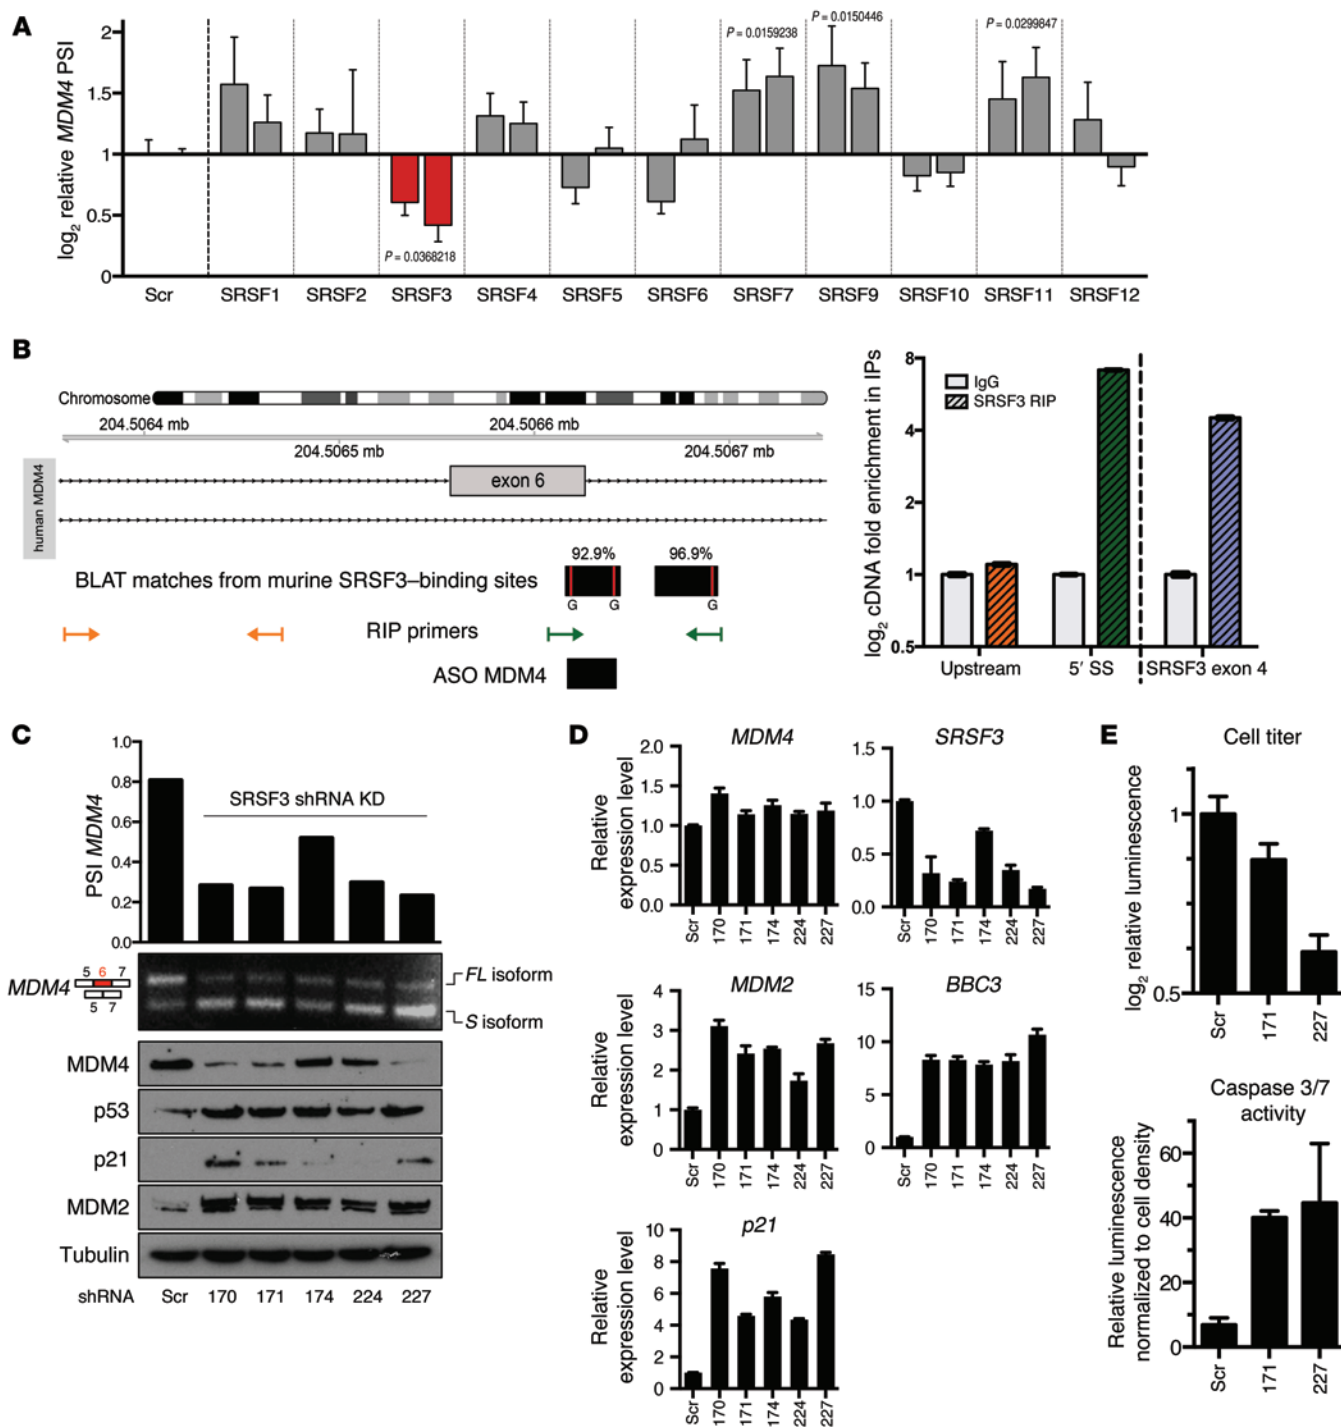 A
log2 relative MDM4 PSI
2
1.5
1
0.5
0
P = 0.0368218
P = 0.0159238
P = 0.0150446
P = 0.0299847
Scr SRSF1 SRSF2 SRSF3 SRSF4 SRSF5 SRSF6 SRSF7 SRSF9 SRSF10 SRSF11 SRSF12
B
Chromosome
204.5064 mb 204.5066 mb
204.5065 mb 204.5067 mb
human MDM4
exon 6
92.9% 96.9%
BLAT matches from murine SRSF3–binding sites
G G G
RIP primers
ASO MDM4
log2 cDNA fold enrichment in IPs
8
4
2
1
0.5
IgG
SRSF3 RIP
Upstream 5′ SS SRSF3 exon 4
C
PSI MDM4
1.0
0.8
0.6
0.4
0.2
0.0
SRSF3 shRNA KD
MDM4
5 6 7
5 7
FL isoform
S isoform
MDM4
p53
p21
MDM2
Tubulin
shRNA Scr 170 171 174 224 227
D
MDM4
Relative
expression level
2.0
1.5
1.0
0.5
0.0
Scr 170 171 174 224 227
SRSF3
1.5
1.0
0.5
0.0
Scr 170 171 174 224 227
MDM2
Relative
expression level
4
3
2
1
0
Scr 170 171 174 224 227
BBC3
15
10
5
0
Scr 170 171 174 224 227
p21
Relative
expression level
10
8
6
4
2
0
Scr 170 171 174 224 227
E
Cell titer
log2 relative luminescence
1
0.5
Scr 171 227
Caspase 3/7
activity
Relative luminescence
normalized to cell density
60
40
20
0
Scr 171 227